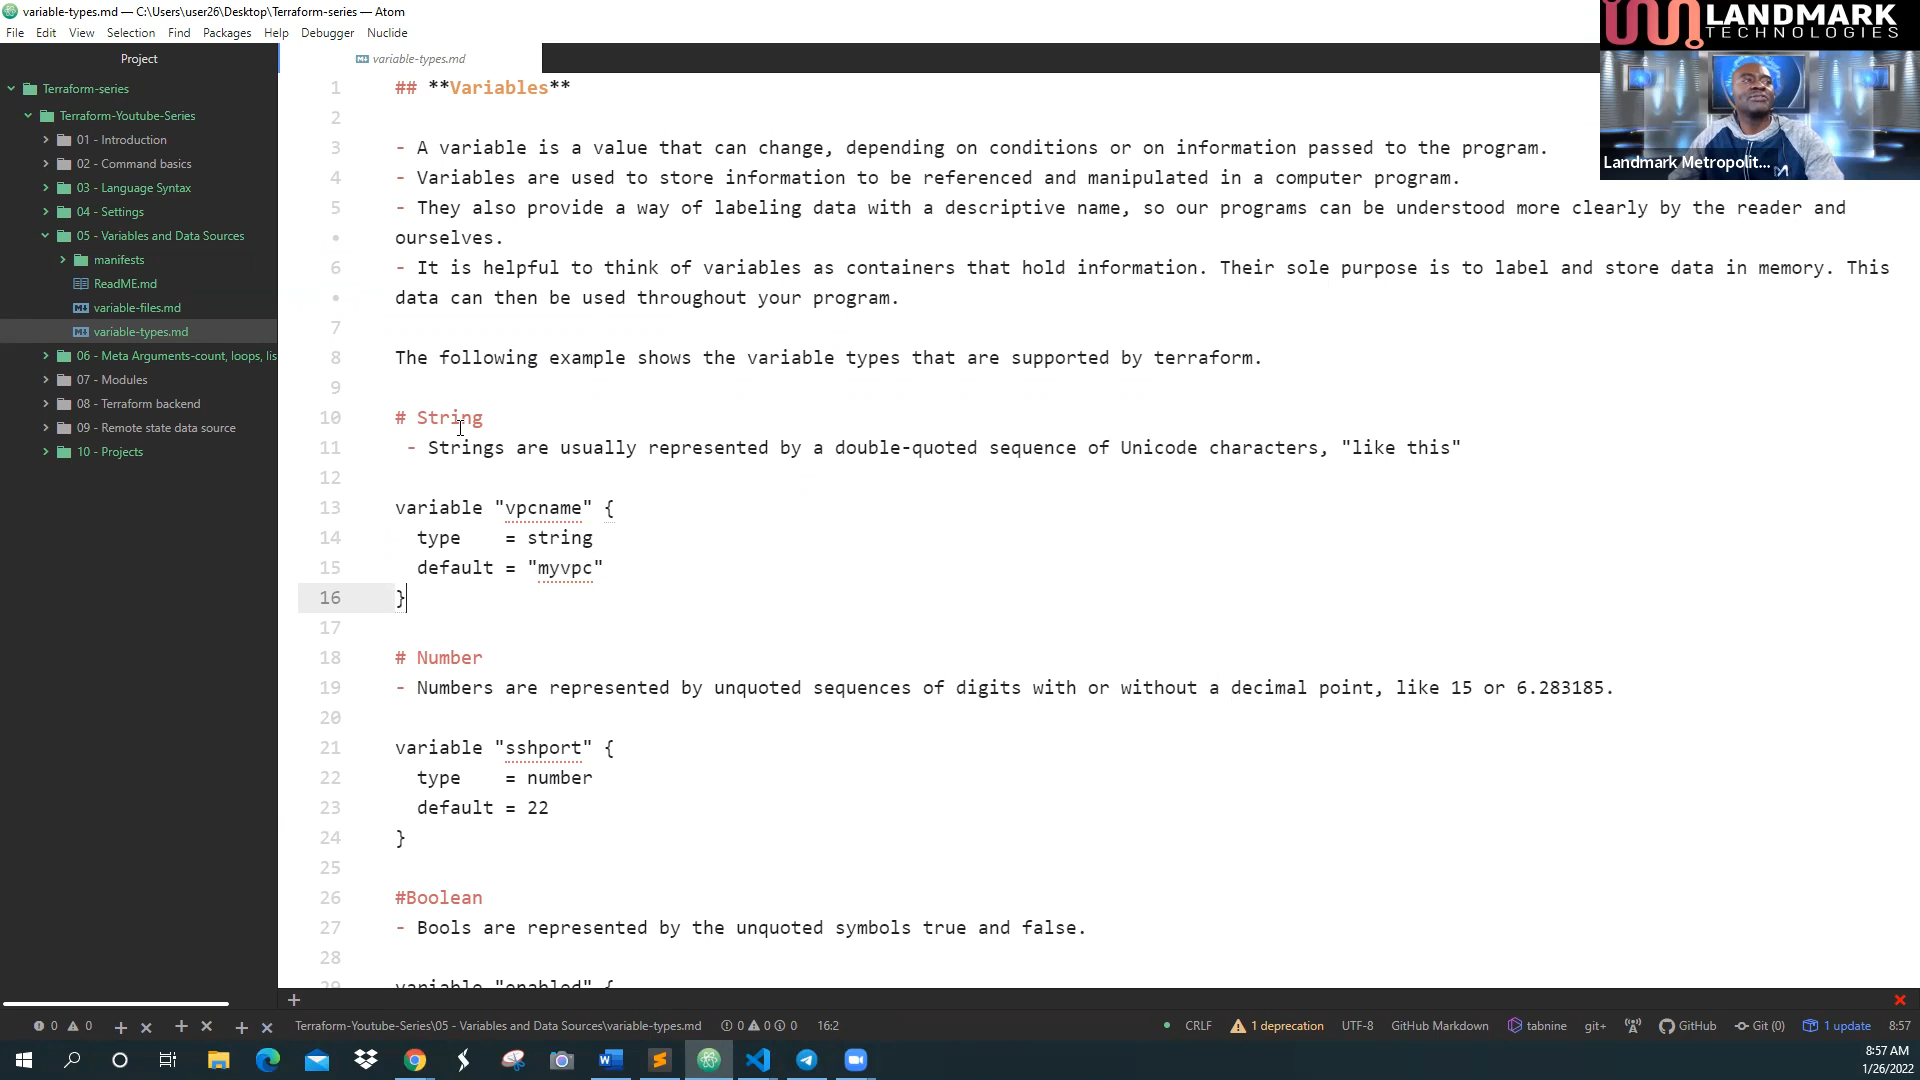 variable-types.md — C:\Users\user26\Desktop\Terraform-series — Atom
File Edit View Selection Find Packages Help Debugger Nuclide
LANDMARK
TECHNOLOGIES
Landmark Metropolit...
Project
Terraform-series
Terraform-Youtube-Series
01 - Introduction
02 - Command basics
03 - Language Syntax
04 - Settings
05 - Variables and Data Sources
manifests
ReadME.md
variable-files.md
variable-types.md
06 - Meta Arguments-count, loops, lis
07 - Modules
08 - Terraform backend
09 - Remote state data source
10 - Projects
variable-types.md
1 ## **Variables**
2
3 - A variable is a value that can change, depending on conditions or on information passed to the program.
4 - Variables are used to store information to be referenced and manipulated in a computer program.
5 - They also provide a way of labeling data with a descriptive name, so our programs can be understood more clearly by the reader and
• ourselves.
6 - It is helpful to think of variables as containers that hold information. Their sole purpose is to label and store data in memory. This
• data can then be used throughout your program.
7
8 The following example shows the variable types that are supported by terraform.
9
10 # String
11 - Strings are usually represented by a double-quoted sequence of Unicode characters, "like this"
12
13 variable "vpcname" {
14 type = string
15 default = "myvpc"
16 }
17
18 # Number
19 - Numbers are represented by unquoted sequences of digits with or without a decimal point, like 15 or 6.283185.
20
21 variable "sshport" {
22 type = number
23 default = 22
24 }
25
26 #Boolean
27 - Bools are represented by the unquoted symbols true and false.
28
29 variable "enabled" {
0 0 Terraform-Youtube-Series\05 - Variables and Data Sources\variable-types.md 0 0 0 16:2 CRLF 1 deprecation UTF-8 GitHub Markdown tabnine git+ GitHub Git (0) 1 update 8:57
8:57 AM
1/26/2022